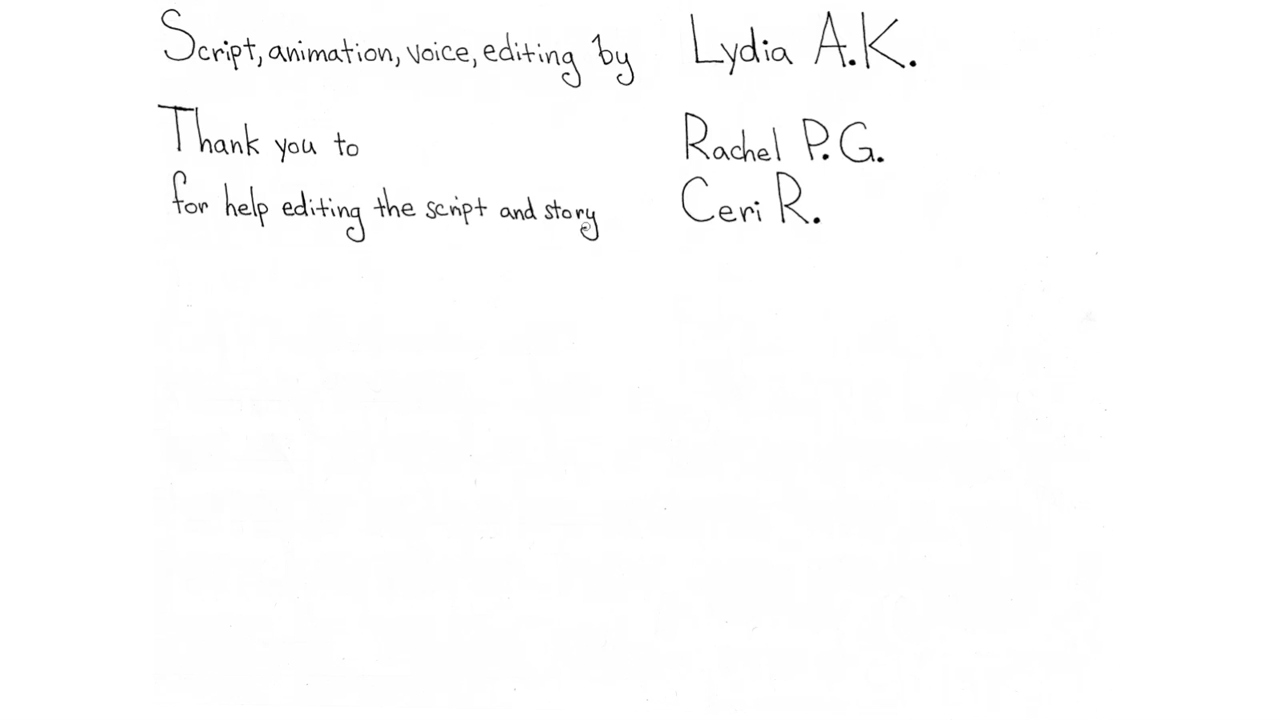 Script, animation, voice, editing by Lydia A.K.
Thank you to Rachel P.G.
for help editing the script and story Ceri R.